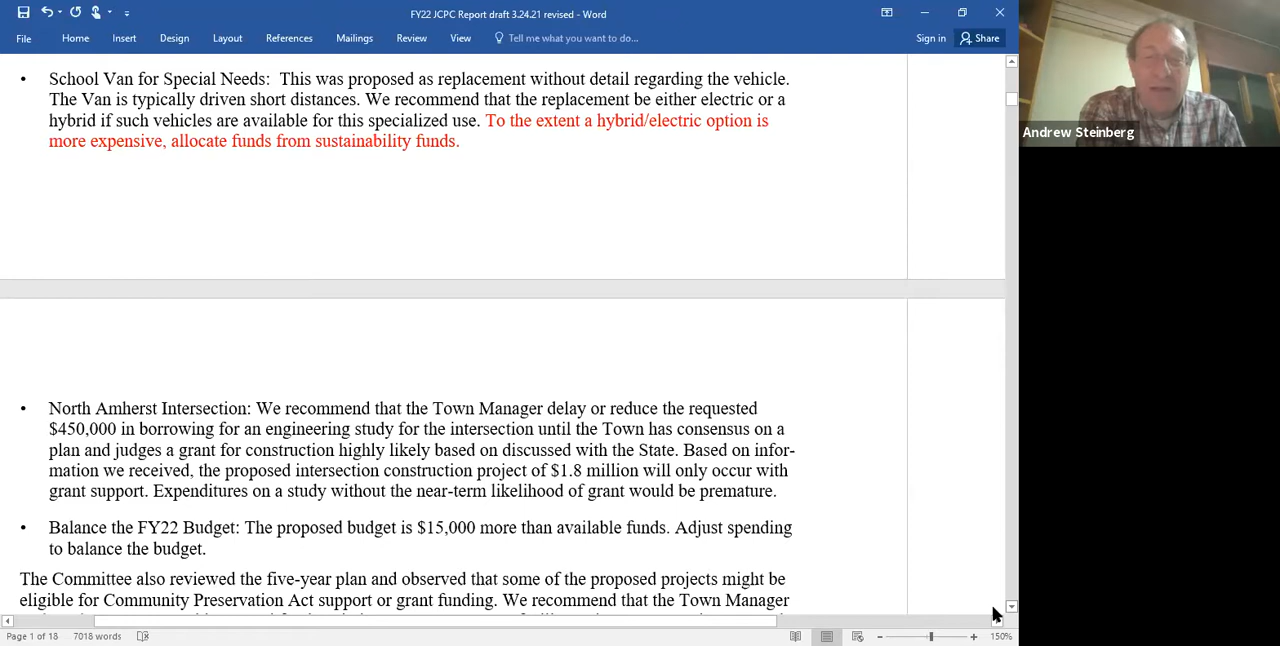 FY22 JCPC Report draft 3.24.21 revised - Word
File Home Insert Design Layout References Mailings Review View Tell me what you want to do... Sign in Share
• School Van for Special Needs: This was proposed as replacement without detail regarding the vehicle.
The Van is typically driven short distances. We recommend that the replacement be either electric or a
hybrid if such vehicles are available for this specialized use. To the extent a hybrid/electric option is
more expensive, allocate funds from sustainability funds.
Andrew Steinberg
• North Amherst Intersection: We recommend that the Town Manager delay or reduce the requested
$450,000 in borrowing for an engineering study for the intersection until the Town has consensus on a
plan and judges a grant for construction highly likely based on discussed with the State. Based on infor-
mation we received, the proposed intersection construction project of $1.8 million will only occur with
grant support. Expenditures on a study without the near-term likelihood of grant would be premature.
• Balance the FY22 Budget: The proposed budget is $15,000 more than available funds. Adjust spending
to balance the budget.
The Committee also reviewed the five-year plan and observed that some of the proposed projects might be
eligible for Community Preservation Act support or grant funding. We recommend that the Town Manager
Page 1 of 18 7018 words 150%